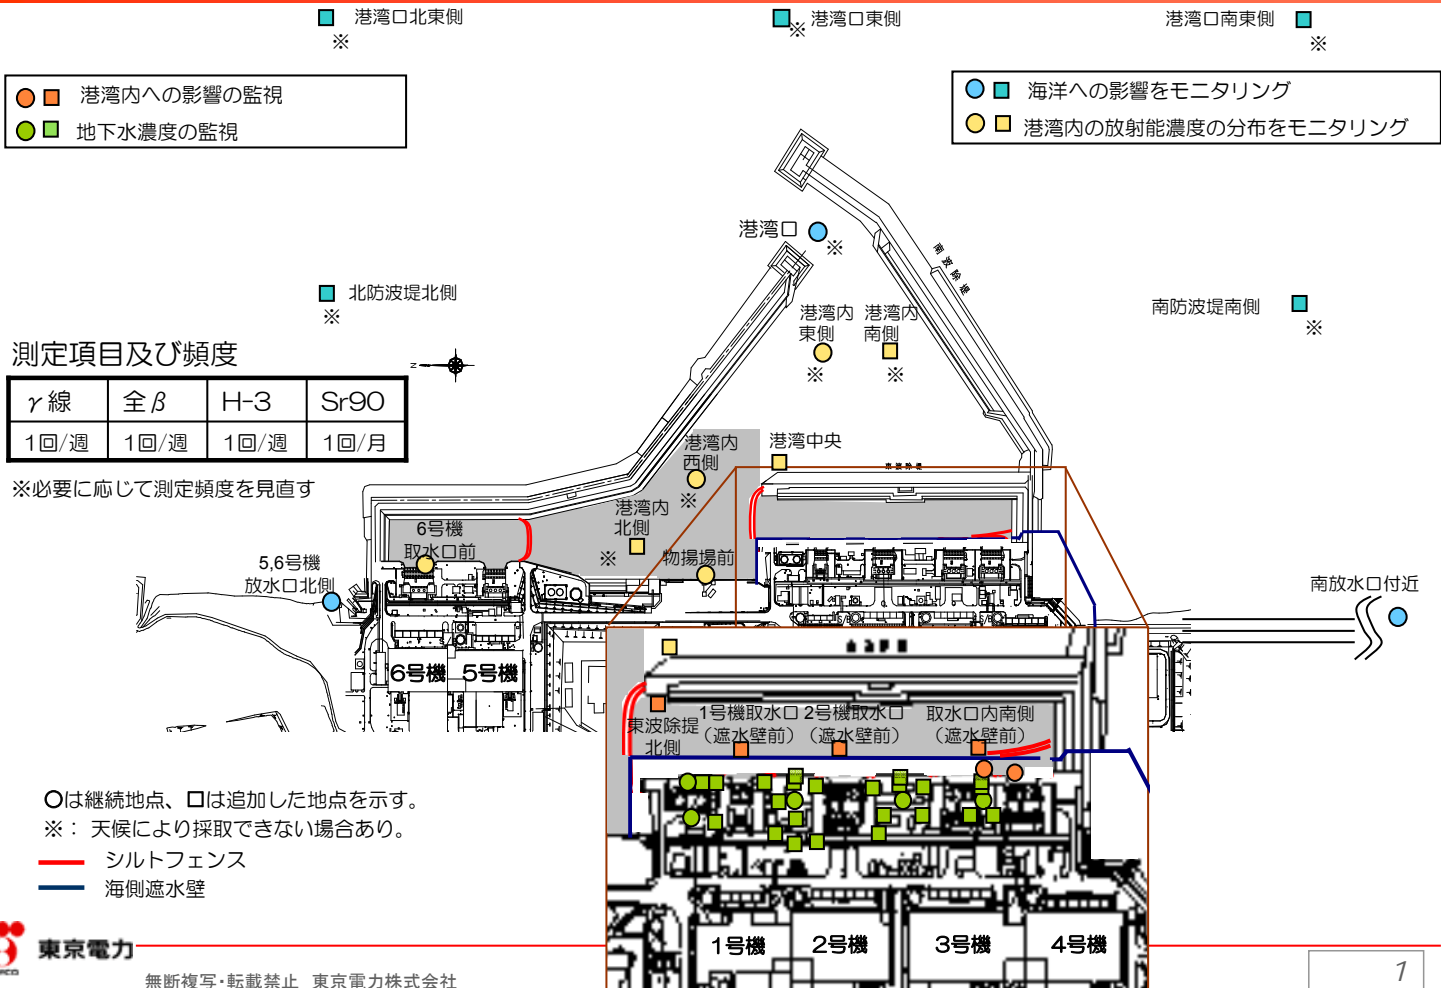 港湾口北東側
※
港湾口東側
※
港湾口南東側
※
港湾内への影響の監視
地下水濃度の監視
海洋への影響をモニタリング
港湾内の放射能濃度の分布をモニタリング
港湾口
※
南波除堤
北防波堤北側
※
南防波堤南側
※
港湾内
東側
※
港湾内
南側
※
測定項目及び頻度
N
γ線 全β H-3 Sr90
1回/週 1回/週 1回/週 1回/月
※必要に応じて測定頻度を見直す
港湾内
西側
※
港湾中央
東波除堤
港湾内
北側
※
物揚場前
6号機
取水口前
5,6号機
放水口北側
南放水口付近
6号機 5号機
東波除堤
北側
1号機取水口
(遮水壁前)
2号機取水口
(遮水壁前)
取水口内南側
(遮水壁前)
1号機 2号機 3号機 4号機
○は継続地点、□は追加した地点を示す。
※： 天候により採取できない場合あり。
シルトフェンス
海側遮水壁
東京電力
無断複写・転載禁止 東京電力株式会社
1